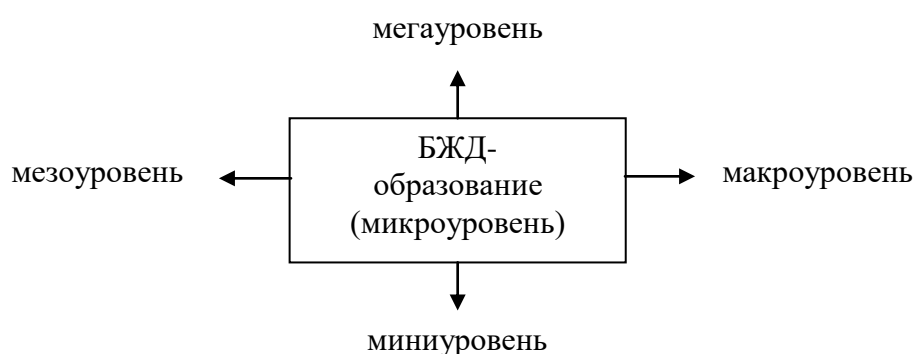 мегауровень
БЖД-
мезоуровень
образование
макроуровень
(микроуровень)
миниуровень